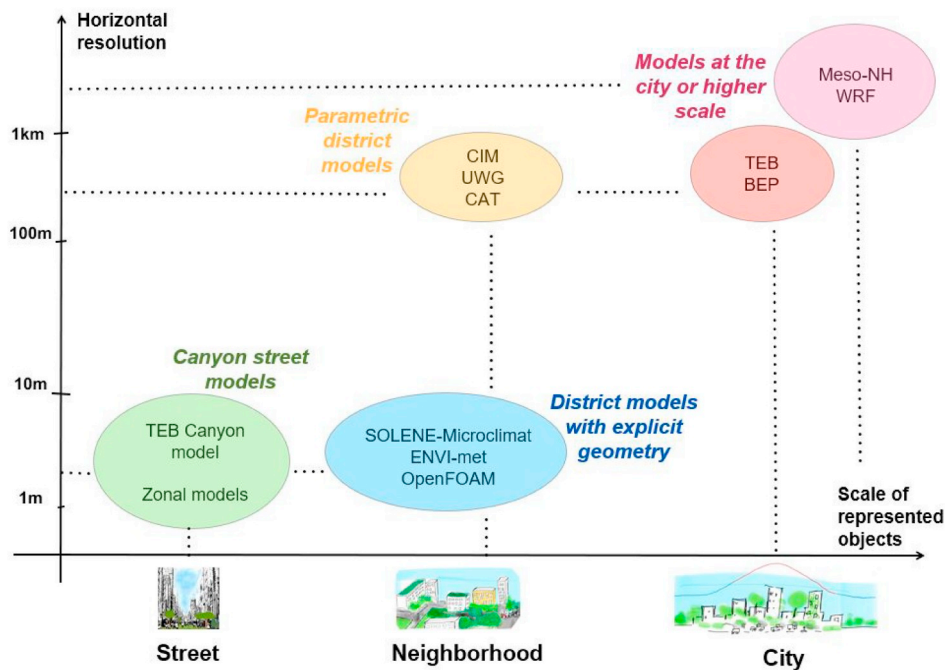 Horizontal
resolution
Models at the
city or higher
scale
Meso-NH
WRF
1km
Parametric
district
models
CIM
UWG
CAT
TEB
BEP
100m
Canyon street
models
10m
District models
with explicit
geometry
TEB Canyon
model
Zonal models
SOLENE-Microclimat
ENVI-met
OpenFOAM
1m
Scale of
represented
objects
Street
Neighborhood
City